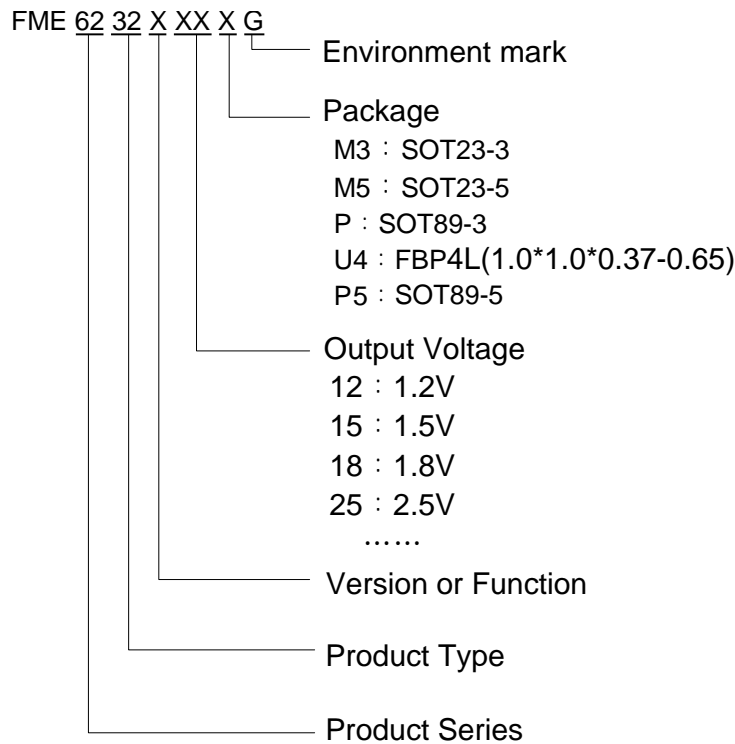 FME 62 32 X XX X G
Environment mark
Package
M3：SOT23-3
M5：SOT23-5
P：SOT89-3
U4：FBP4L(1.0*1.0*0.37-0.65)
P5：SOT89-5
Output Voltage
12：1.2V
15：1.5V
18：1.8V
25：2.5V
……
Version or Function
Product Type
Product Series